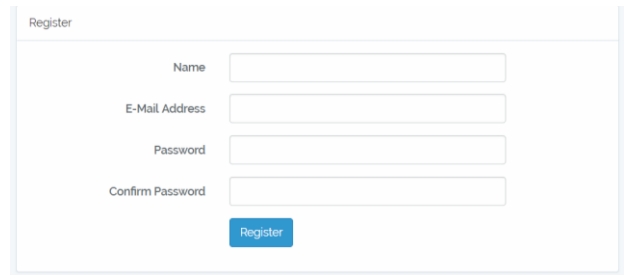 Register
Name
E-Mail Address
Password
Confirm Password
Register